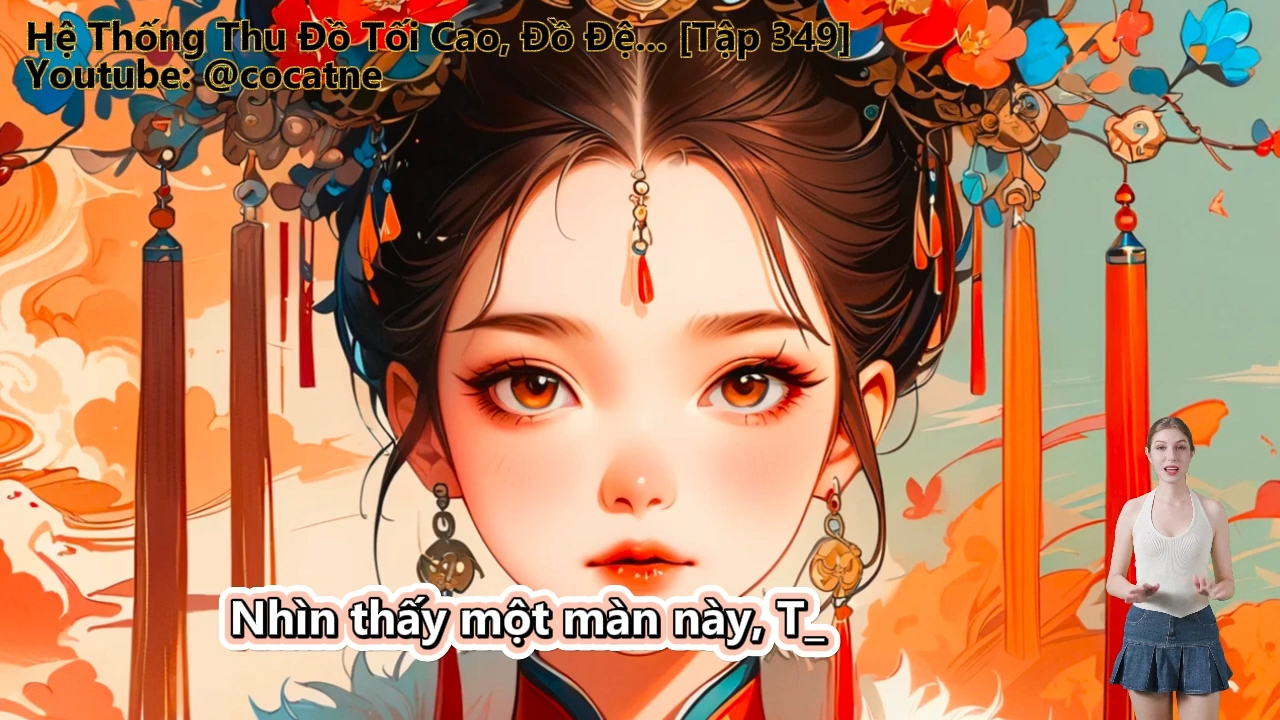 Hệ Thống Thu Đồ Tối Cao, Đồ Đệ... [Tập 349]
Youtube: @cocatne
Nhìn thấy một màn này, T_